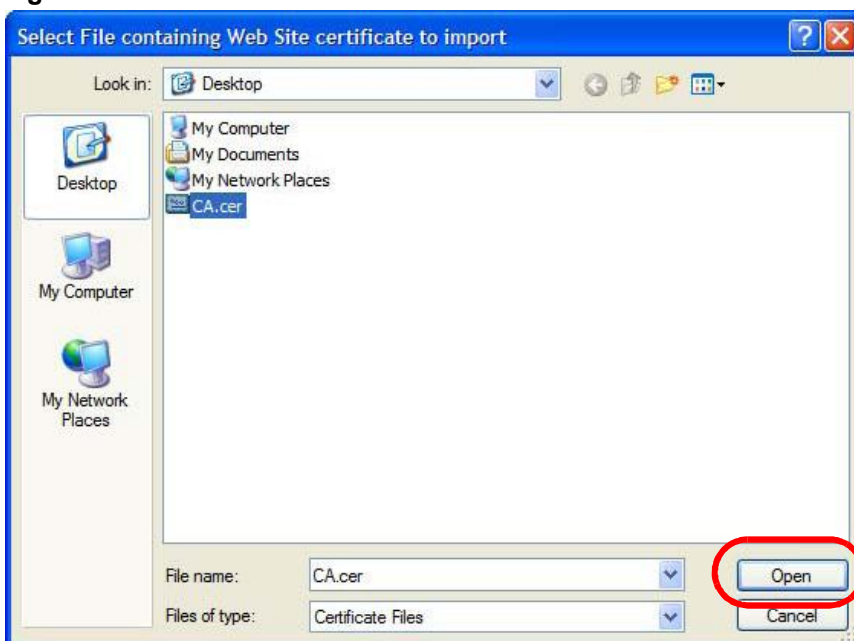 Select File containing Web Site certificate to import
Look in: Desktop
My Computer
My Documents
My Network Places
CA.cer
Desktop
My Computer
My Network
Places
File name: CA.cer
Open
Files of type: Certificate Files
Cancel